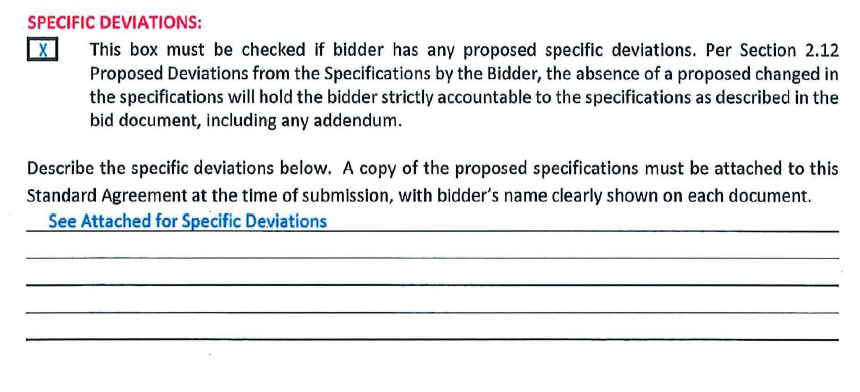 SPECIFIC DEVIATIONS:
X This box must be checked if bidder has any proposed specific deviations. Per Section 2.12
Proposed Deviations from the Specifications by the Bidder, the absence of a proposed changed in
the specifications will hold the bidder strictly accountable to the specifications as described in the
bid document, including any addendum.
Describe the specific deviations below. A copy of the proposed specifications must be attached to this
Standard Agreement at the time of submission, with bidder's name clearly shown on each document.
See Attached for Specific Deviations